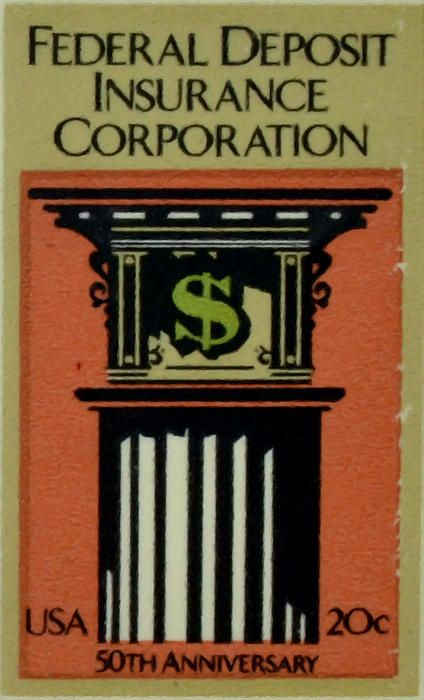 FEDERAL DEPOSIT
INSURANCE
CORPORATION
$
USA 20c
50TH ANNIVERSARY